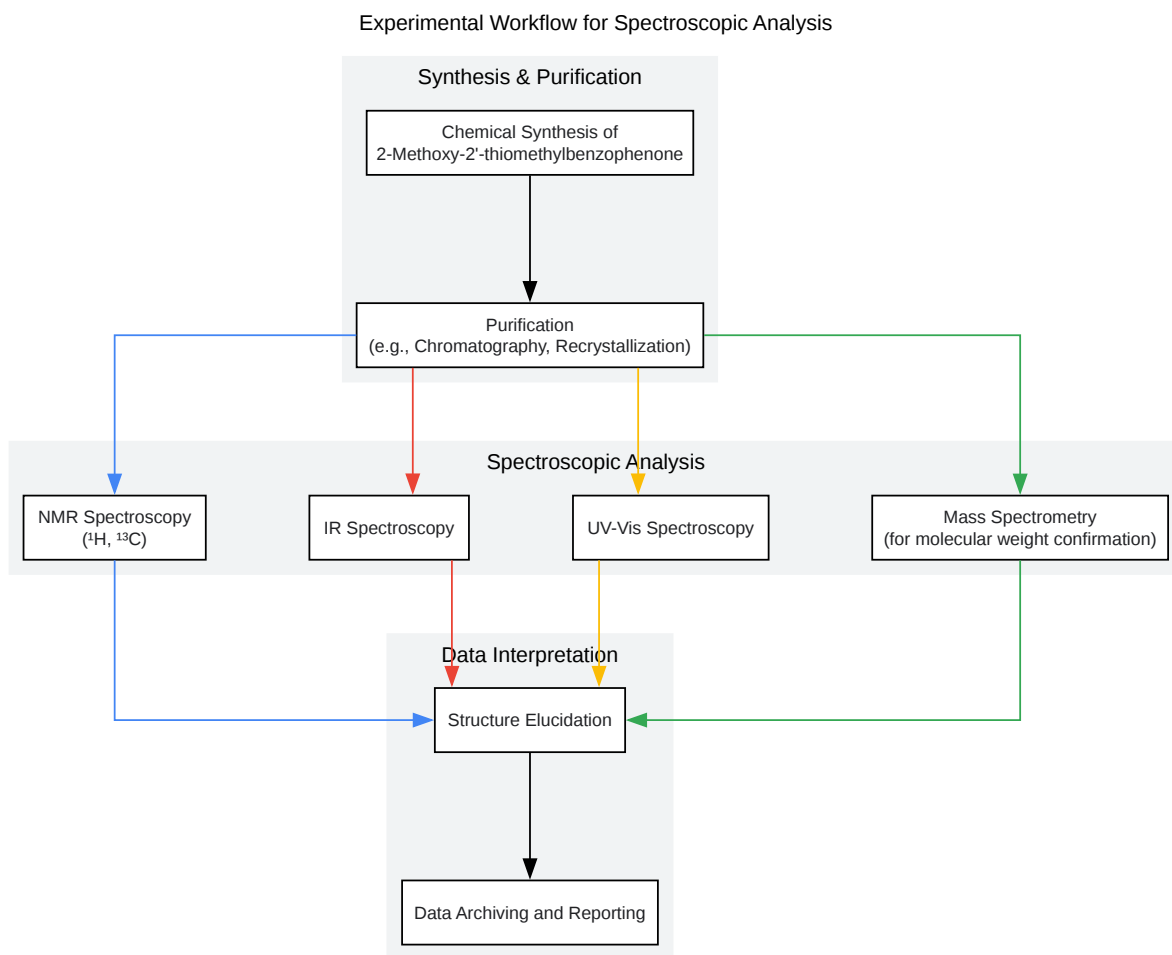 Experimental Workflow for Spectroscopic Analysis
Synthesis & Purification
Chemical Synthesis of
2-Methoxy-2'-thiomethylbenzophenone
Purification
(e.g., Chromatography, Recrystallization)
Spectroscopic Analysis
NMR Spectroscopy
(¹H, ¹³C)
IR Spectroscopy
UV-Vis Spectroscopy
Mass Spectrometry
(for molecular weight confirmation)
Data Interpretation
Structure Elucidation
Data Archiving and Reporting